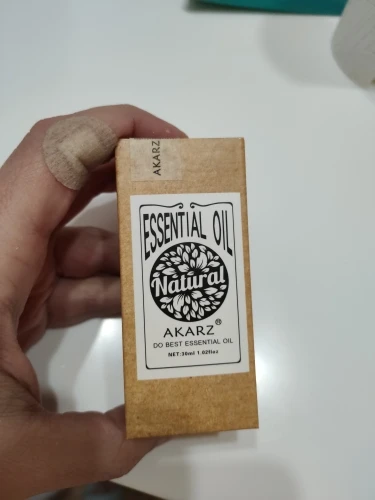 AKARZ
ESSENTIAL OIL
Natural
AKARZ®
DO BEST ESSENTIAL OIL
NET:30ml 1.02floz